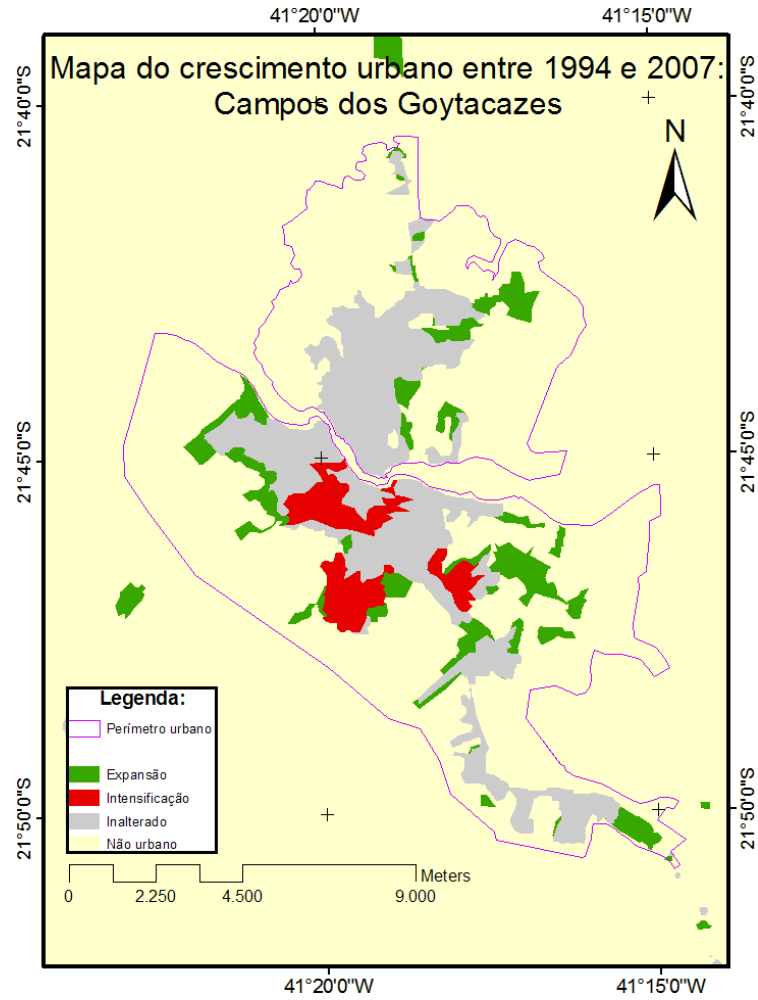 41°20'0"W 41°15'0"W
Mapa do crescimento urbano entre 1994 e 2007:
Campos dos Goytacazes
21°40'0"S
21°40'0"S
N
21°45'0"S
21°45'0"S
Legenda:
Perímetro urbano
Expansão
Intensificação
Inalterado
Não urbano
21°50'0"S
21°50'0"S
Meters
0 2.250 4.500 9.000
41°20'0"W 41°15'0"W